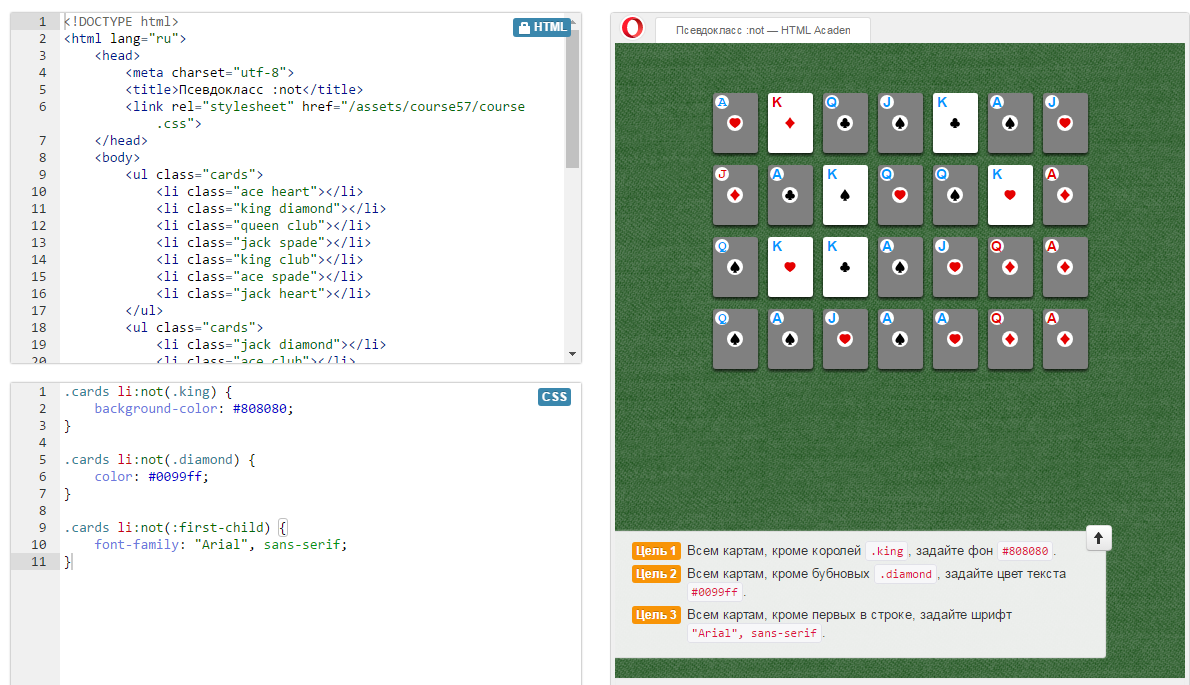 1 <!DOCTYPE html>
HTML
2 <html lang="ru">
3 <head>
4 <meta charset="utf-8">
5 <title>Псевдокласс :not</title>
6 <link rel="stylesheet" href="/assets/course57/course
.css">
7 </head>
8 <body>
9 <ul class="cards">
10 <li class="ace heart"></li>
11 <li class="king diamond"></li>
12 <li class="queen club"></li>
13 <li class="jack spade"></li>
14 <li class="king club"></li>
15 <li class="ace spade"></li>
16 <li class="jack heart"></li>
17 </ul>
18 <ul class="cards">
19 <li class="jack diamond"></li>
20 <li class="ace club"></li>
1 .cards li:not(.king) {
CSS
2 background-color: #808080;
3 }
4
5 .cards li:not(.diamond) {
6 color: #0099ff;
7 }
8
9 .cards li:not(:first-child) {
10 font-family: "Arial", sans-serif;
11 }
Псевдокласс :not — HTML Academ
A K Q J K A J
J A K Q Q K A
Q K K A J Q A
Q A J A A Q A
Цель 1 Всем картам, кроме королей .king, задайте фон #808080.
Цель 2 Всем картам, кроме бубновых .diamond, задайте цвет текста
#0099ff.
Цель 3 Всем картам, кроме первых в строке, задайте шрифт
"Arial", sans-serif.